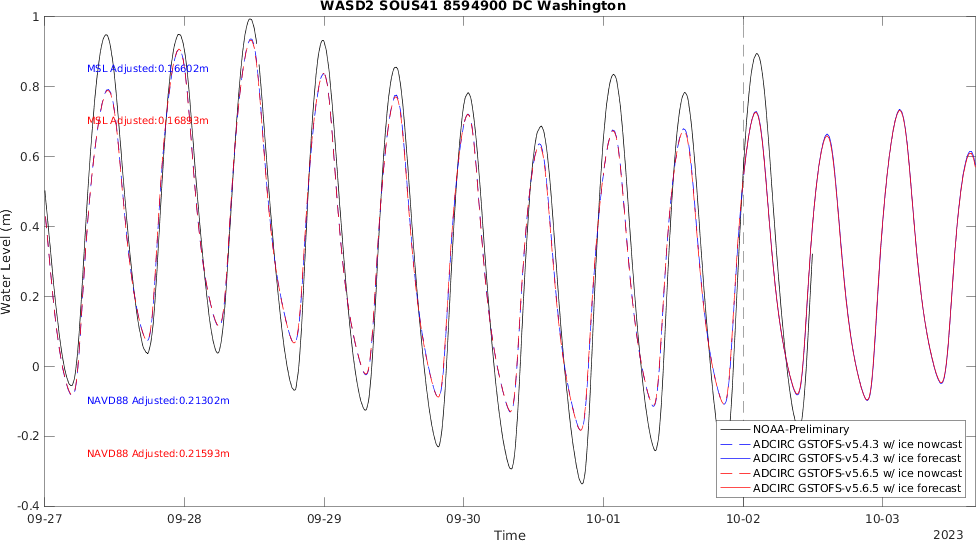 WASD2 SOUS41 8594900 DC Washington
1
0.8
0.6
0.4
0.2
0
-0.2
-0.4
Water Level (m)
MSL Adjusted:0.16602m
MSL Adjusted:0.16893m
NAVD88 Adjusted:0.21302m
NAVD88 Adjusted:0.21593m
NOAA-Preliminary
ADCIRC GSTOFS-v5.4.3 w/ ice nowcast
ADCIRC GSTOFS-v5.4.3 w/ ice forecast
ADCIRC GSTOFS-v5.6.5 w/ ice nowcast
ADCIRC GSTOFS-v5.6.5 w/ ice forecast
09-27 09-28 09-29 09-30 10-01 10-02 10-03
Time
2023